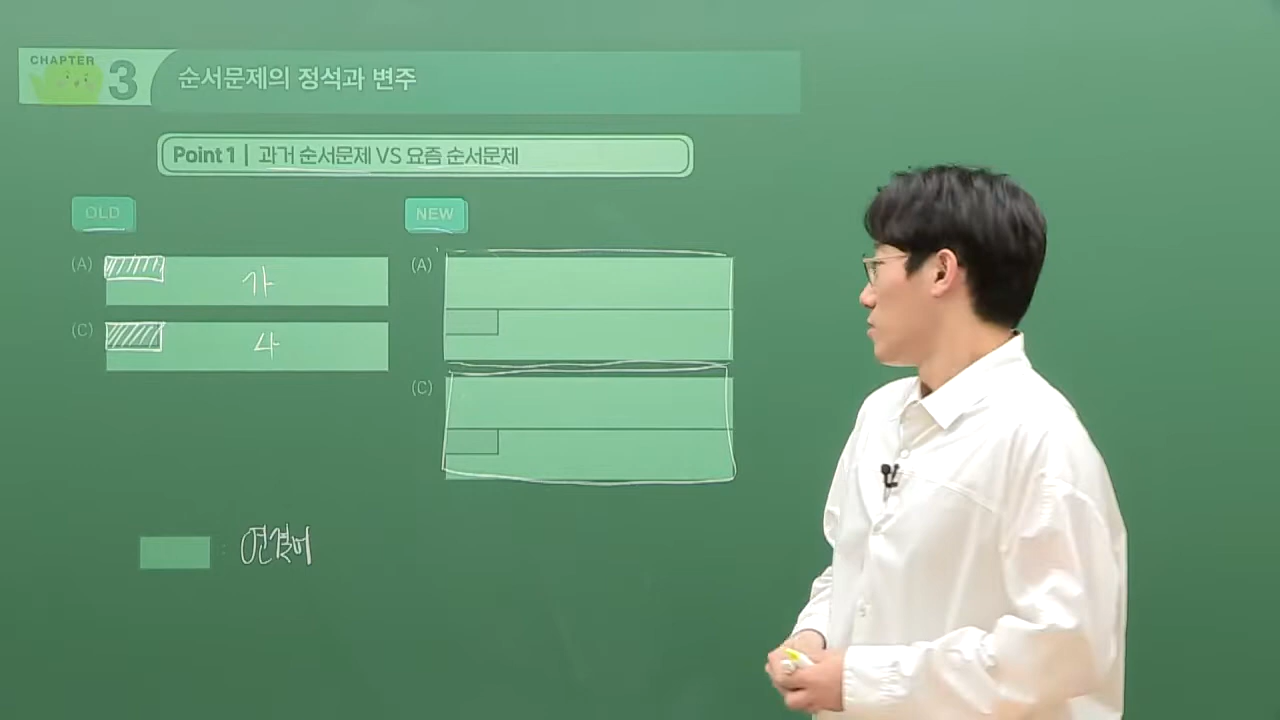 CHAPTER
3 순서문제의 정석과 변주
Point 1 | 과거 순서문제 VS 요즘 순서문제
OLD
(A) 가
(C) 나
NEW
(A)
(C)
: 연결어